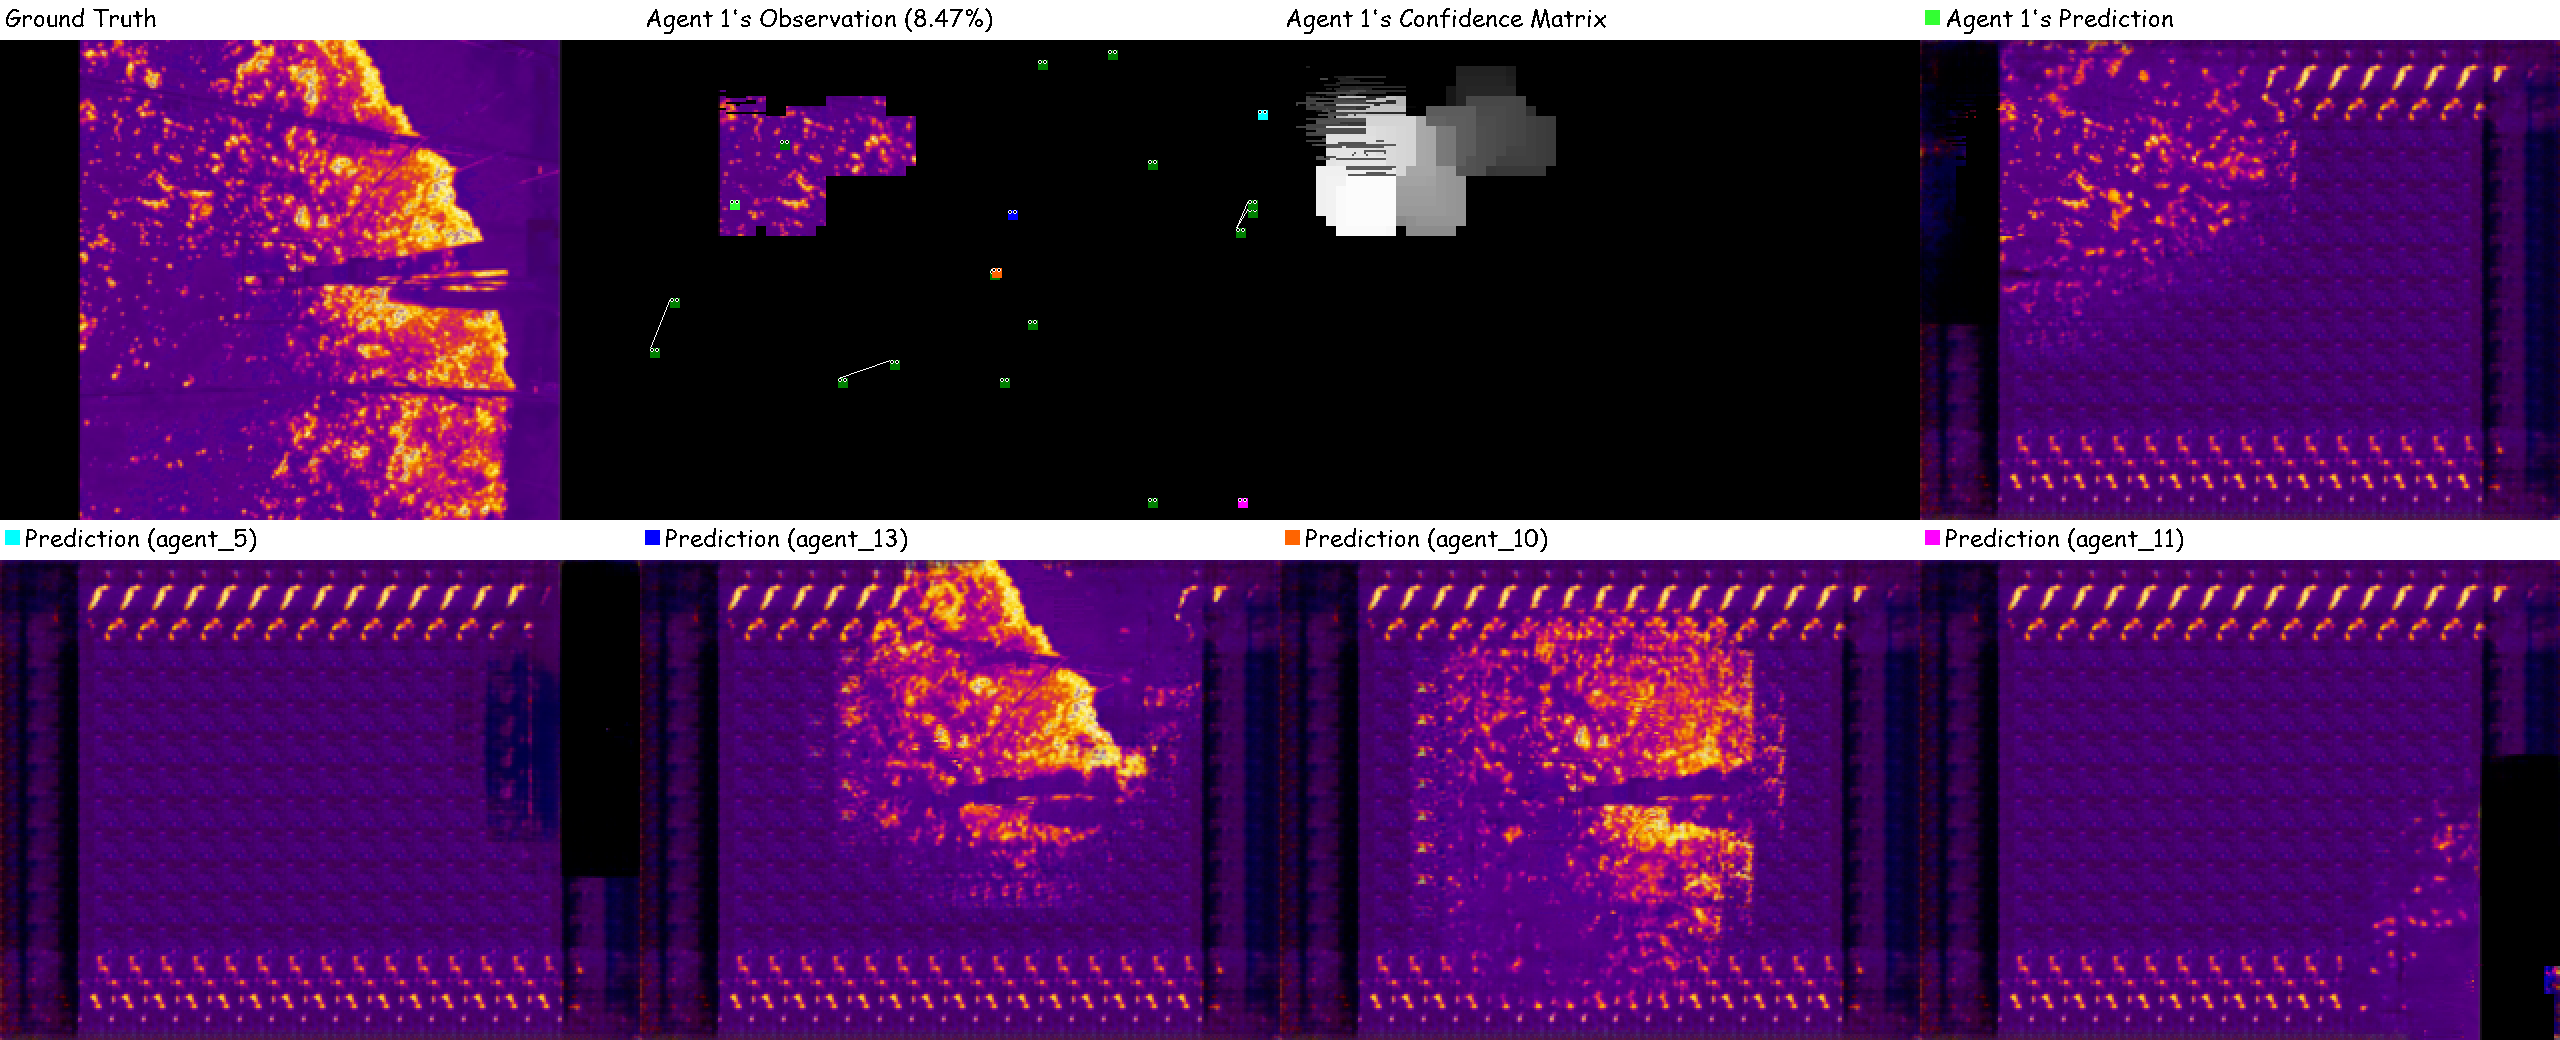 Ground Truth
Agent 1's Observation (8.47%)
Agent 1's Confidence Matrix
Agent 1's Prediction
Prediction (agent_5)
Prediction (agent_13)
Prediction (agent_10)
Prediction (agent_11)